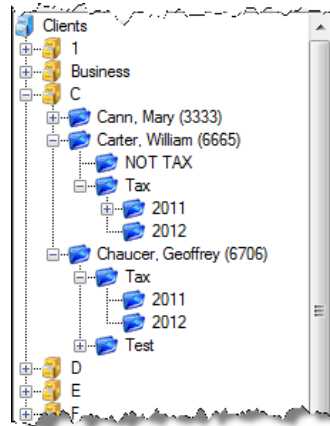 Clients
1
Business
C
Cann, Mary (3333)
Carter, William (6665)
NOT TAX
Tax
2011
2012
Chaucer, Geoffrey (6706)
Tax
2011
2012
Test
D
E
F